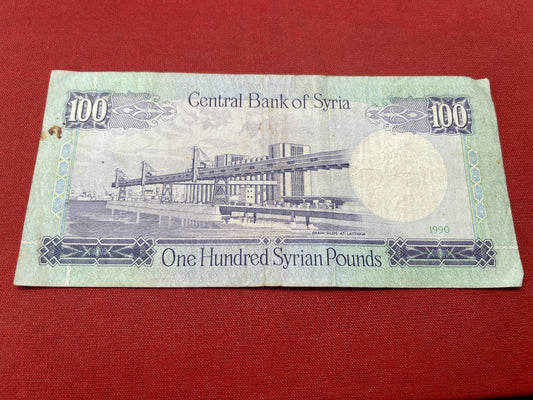 Central Bank of Syria
100
100
GRAIN SILOS AT LATTAKIA
1990
One Hundred Syrian Pounds